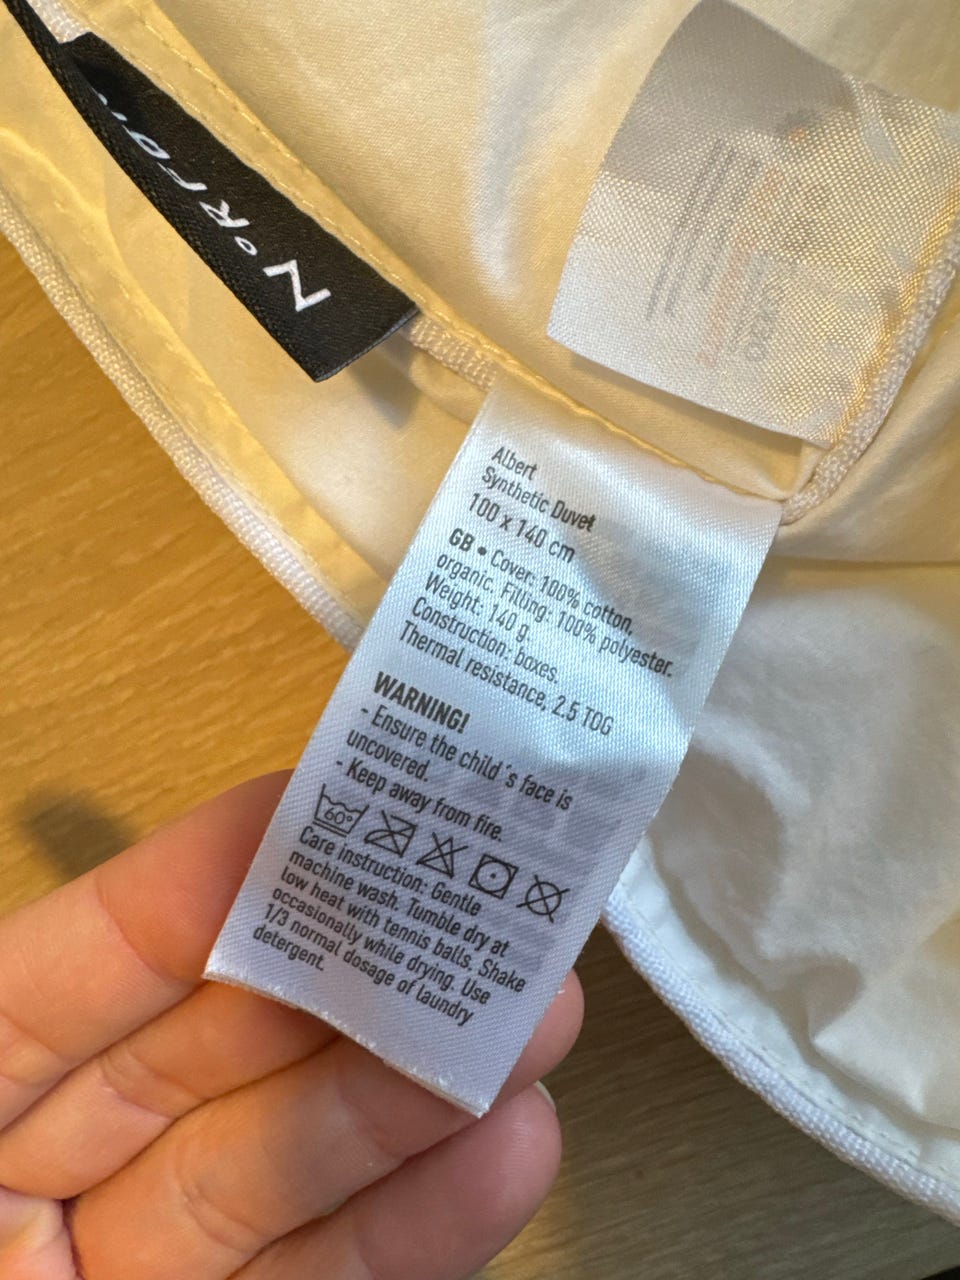 NORFD
Albert
Synthetic Duvet
100 x 140 cm
GB • Cover: 100% cotton,
organic. Filling: 100% polyester.
Weight: 140 g.
Construction: boxes.
Thermal resistance, 2.5 TOG
WARNING!
- Ensure the child´s face is
uncovered.
- Keep away from fire.
60°
Care instruction: Gentle
machine wash. Tumble dry at
low heat with tennis balls. Shake
occasionally while drying. Use
1/3 normal dosage of laundry
detergent.